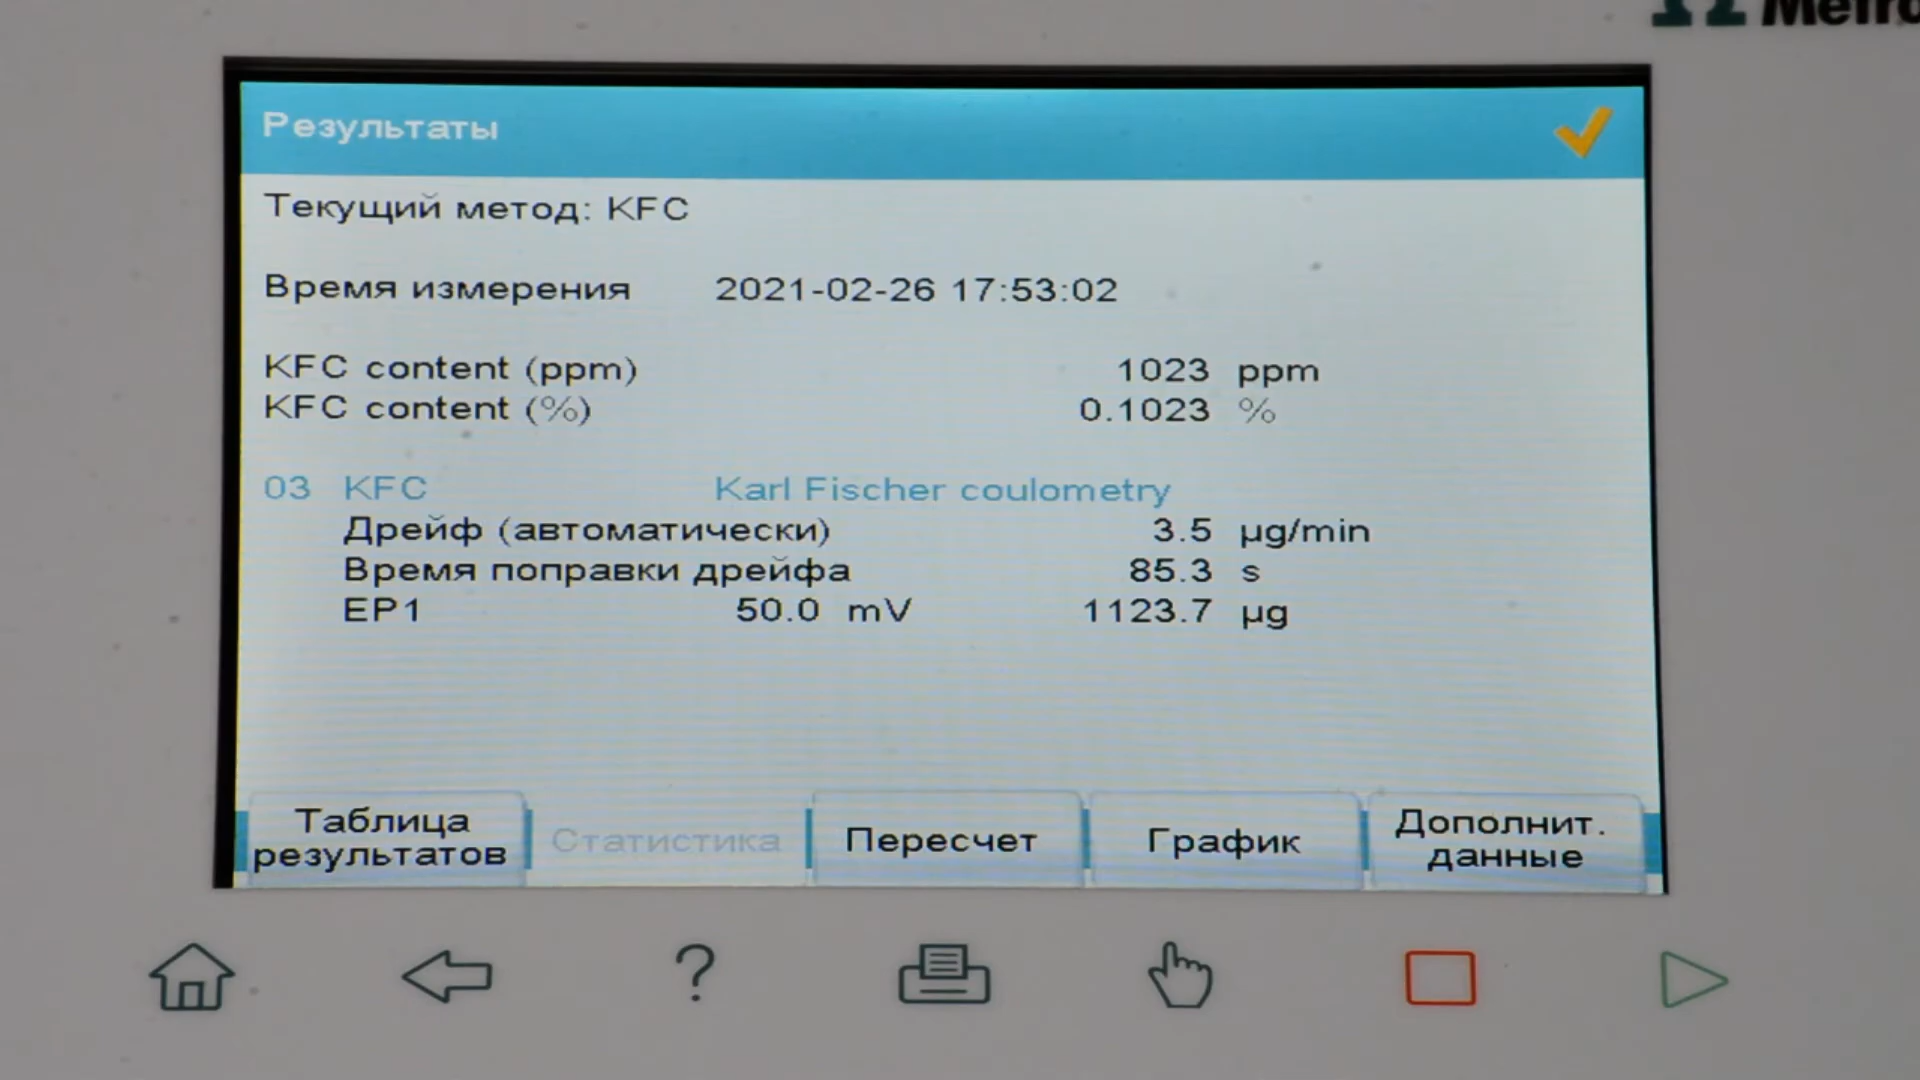 Результаты
Текущий метод: KFC
Время измерения 2021-02-26 17:53:02
KFC content (ppm) 1023 ppm
KFC content (%) 0.1023 %
03 KFC Karl Fischer coulometry
Дрейф (автоматически) 3.5 µg/min
Время поправки дрейфа 85.3 s
EP1 50.0 mV 1123.7 µg
Таблица результатов
Статистика
Пересчет
График
Дополнит. данные
?